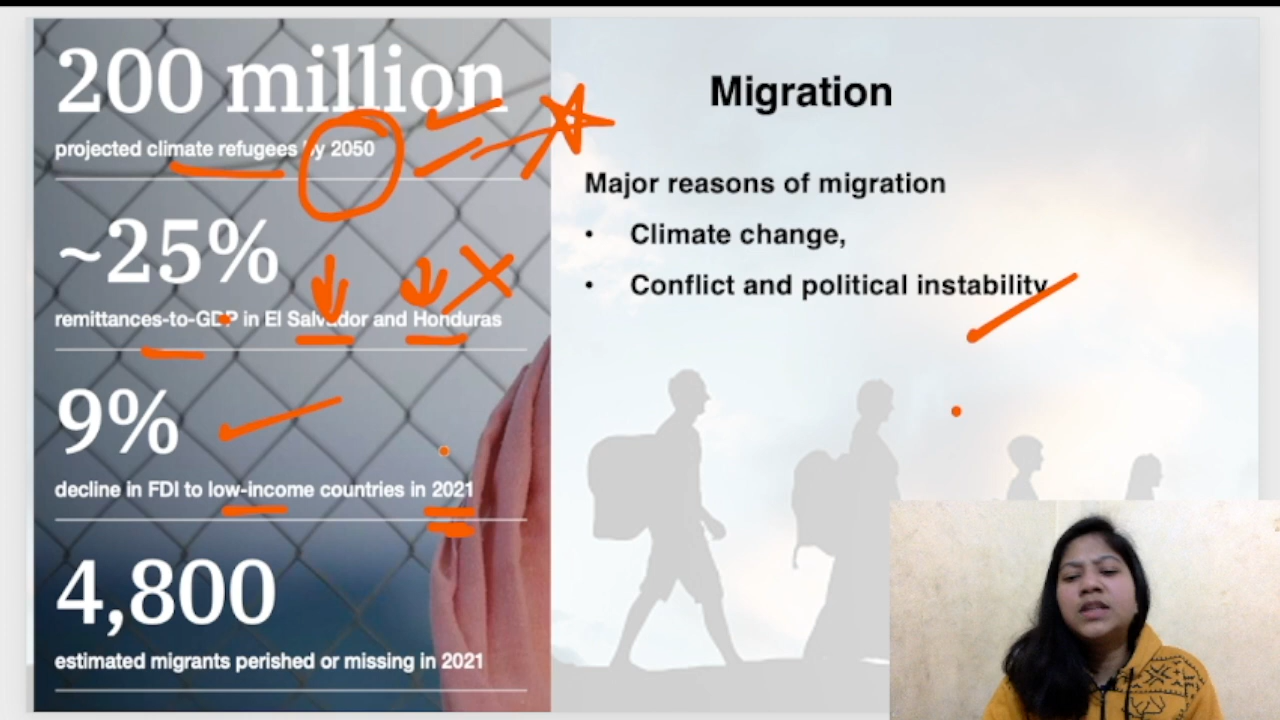 200 million
projected climate refugees by 2050
~25%
remittances-to-GDP in El Salvador and Honduras
9%
decline in FDI to low-income countries in 2021
4,800
estimated migrants perished or missing in 2021
Migration
Major reasons of migration
• Climate change,
• Conflict and political instability